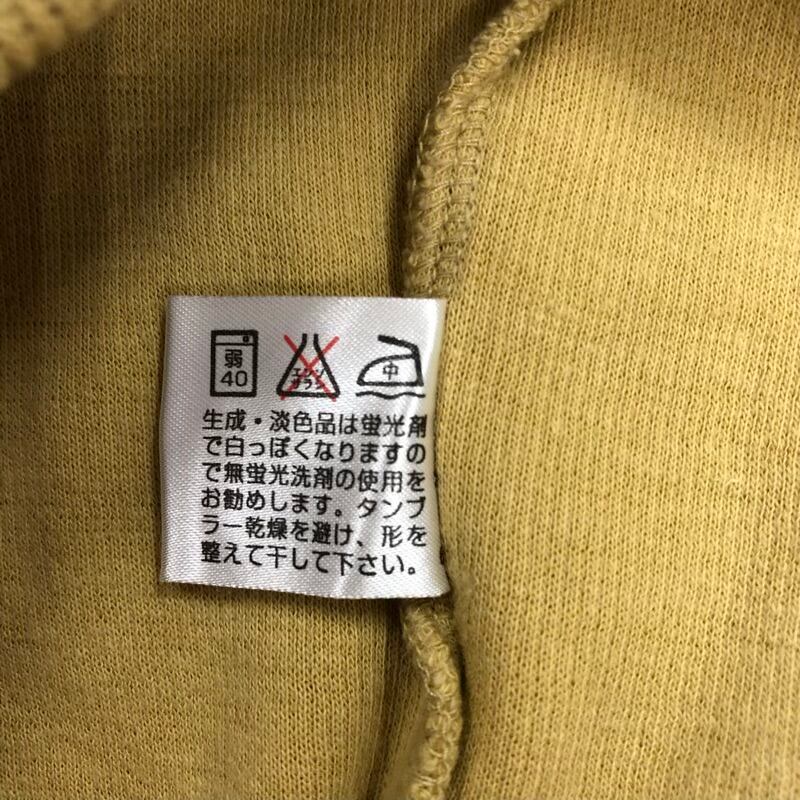 弱 エンソ 中
40 サラシ
生成・淡色品は蛍光剤
で白っぽくなりますの
で無蛍光洗剤の使用を
お勧めします。タンブ
ラー乾燥を避け、形を
整えて干して下さい。